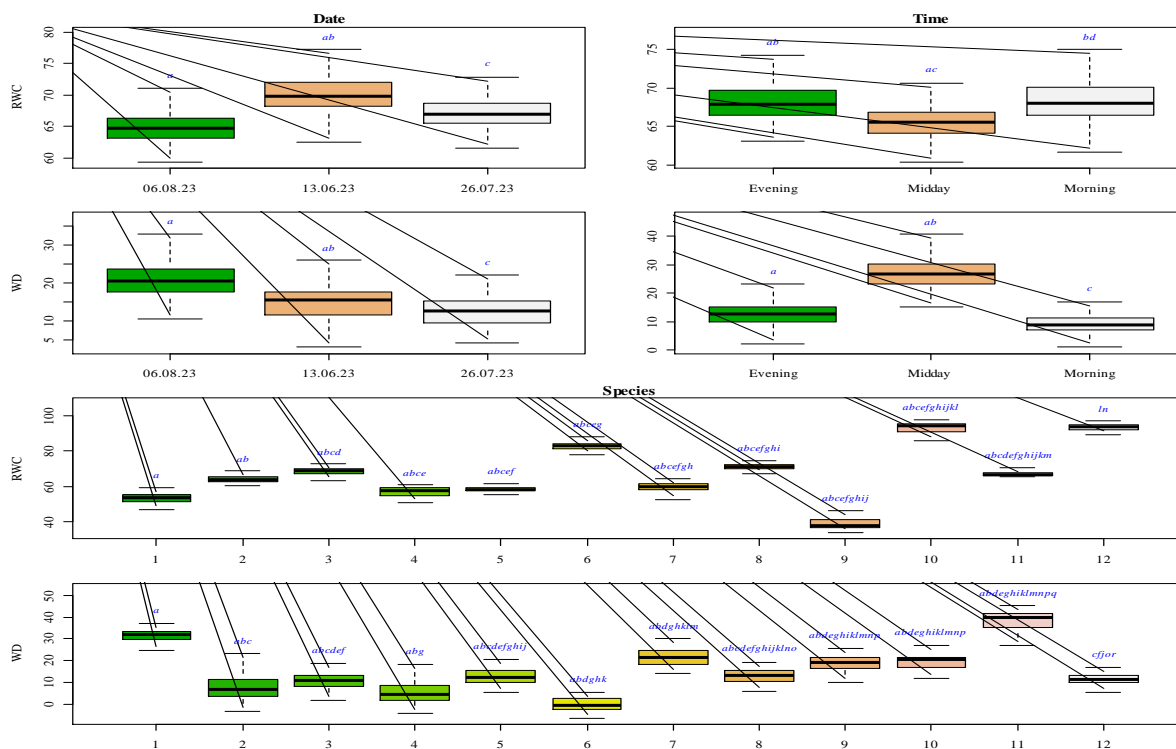 Date
Time
RWC
80
75
70
65
60
a
ab
c
06.08.23
13.06.23
26.07.23
75
70
65
60
ab
ac
bd
Evening
Midday
Morning
WD
30
20
10
5
a
ab
c
06.08.23
13.06.23
26.07.23
40
30
20
10
0
a
ab
c
Evening
Midday
Morning
Species
RWC
100
80
60
40
a
ab
abcd
abce
abcef
abceg
abcefgh
abcefghi
abcefghij
abcefghijkl
abcdefghijkm
ln
1
2
3
4
5
6
7
8
9
10
11
12
WD
50
40
30
20
10
0
a
abc
abcdef
abg
abcdefghij
abdghk
abdghklm
abcdefghijklno
abdeghiklmnp
abdeghiklmnp
abdeghiklmnpq
cfjor
1
2
3
4
5
6
7
8
9
10
11
12